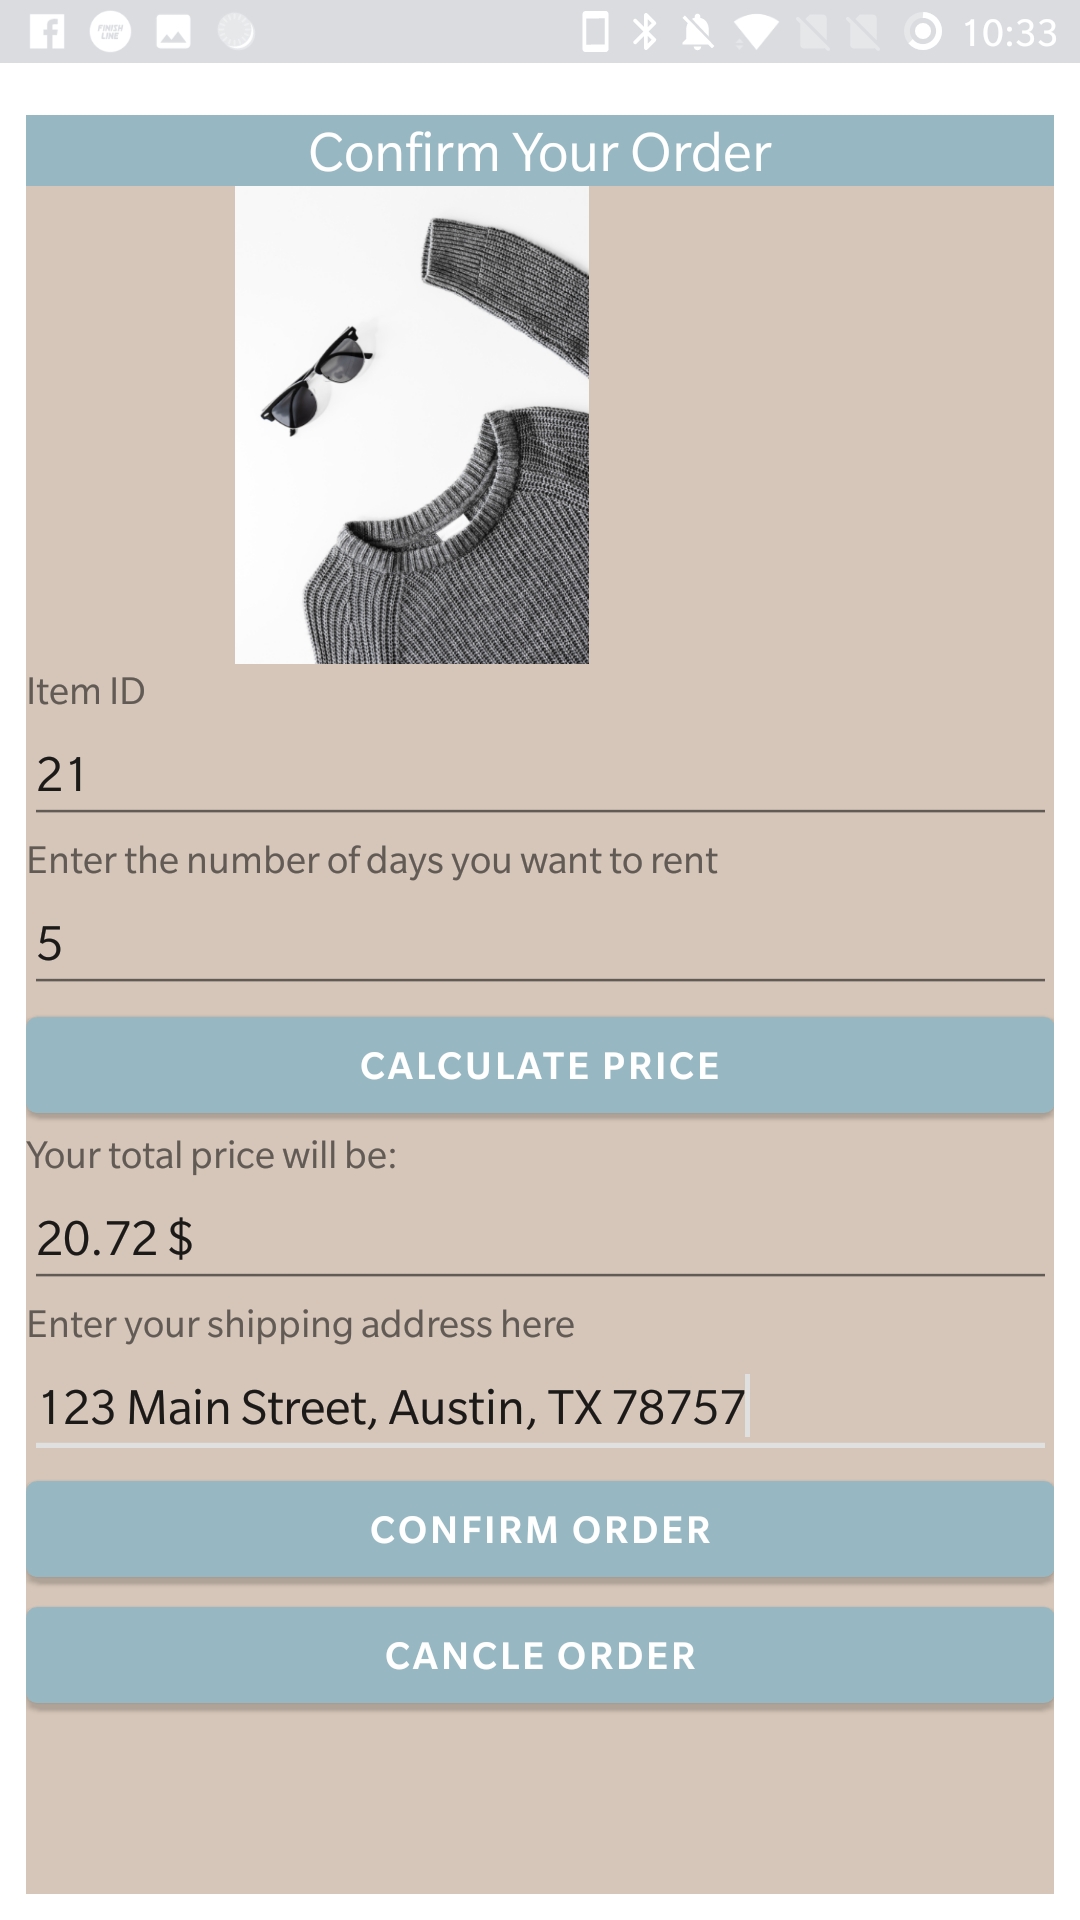 FINISH
LINE
10:33
Confirm Your Order
Item ID
21
Enter the number of days you want to rent
5
CALCULATE PRICE
Your total price will be:
20.72 $
Enter your shipping address here
123 Main Street, Austin, TX 78757
CONFIRM ORDER
CANCLE ORDER